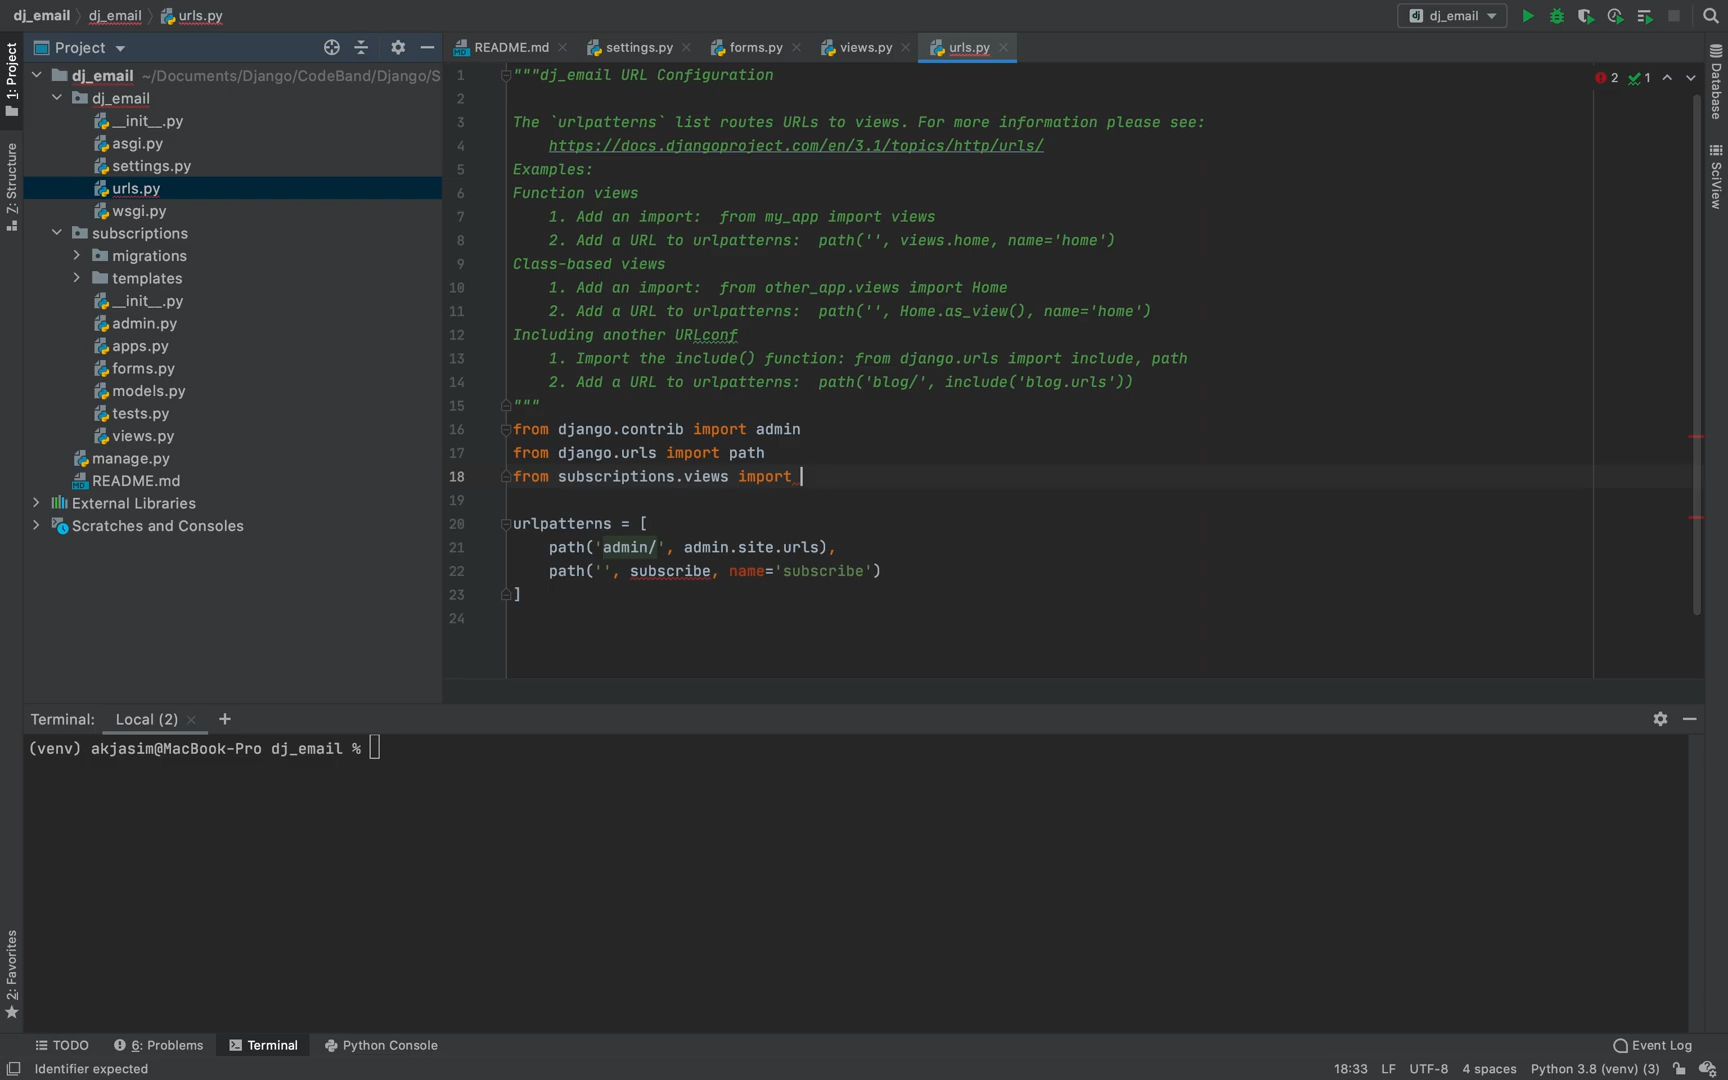 dj_email dj_email urls.py dj_email
1: Project
Project
README.md settings.py forms.py views.py urls.py
dj_email ~/Documents/Django/CodeBand/Django/S
dj_email
__init__.py
asgi.py
settings.py
urls.py
wsgi.py
subscriptions
migrations
templates
__init__.py
admin.py
apps.py
forms.py
models.py
tests.py
views.py
manage.py
README.md
External Libraries
Scratches and Consoles
Z: Structure
2: Favorites
1 """dj_email URL Configuration
2
3 The `urlpatterns` list routes URLs to views. For more information please see:
4 https://docs.djangoproject.com/en/3.1/topics/http/urls/
5 Examples:
6 Function views
7 1. Add an import:  from my_app import views
8 2. Add a URL to urlpatterns:  path('', views.home, name='home')
9 Class-based views
10 1. Add an import:  from other_app.views import Home
11 2. Add a URL to urlpatterns:  path('', Home.as_view(), name='home')
12 Including another URLconf
13 1. Import the include() function: from django.urls import include, path
14 2. Add a URL to urlpatterns:  path('blog/', include('blog.urls'))
15 """
16 from django.contrib import admin
17 from django.urls import path
18 from subscriptions.views import
19
20 urlpatterns = [
21 path('admin/', admin.site.urls),
22 path('', subscribe, name='subscribe')
23 ]
24
2 1
Database
SciView
Terminal: Local (2) +
(venv) akjasim@MacBook-Pro dj_email %
TODO 6: Problems Terminal Python Console Event Log
Identifier expected 18:33 LF UTF-8 4 spaces Python 3.8 (venv) (3)